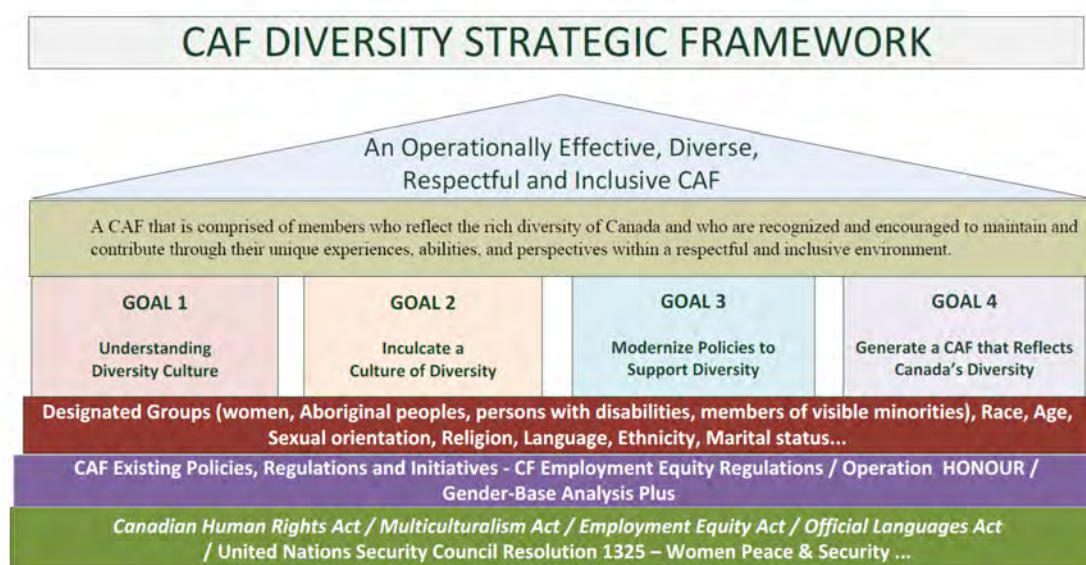 CAF DIVERSITY STRATEGIC FRAMEWORK
An Operationally Effective, Diverse,
Respectful and Inclusive CAF
A CAF that is comprised of members who reflect the rich diversity of Canada and who are recognized and encouraged to maintain and
contribute through their unique experiences, abilities, and perspectives within a respectful and inclusive environment.
GOAL 1
Understanding
Diversity Culture
GOAL 2
Inculcate a
Culture of Diversity
GOAL 3
Modernize Policies to
Support Diversity
GOAL 4
Generate a CAF that Reflects
Canada's Diversity
Designated Groups (women, Aboriginal peoples, persons with disabilities, members of visible minorities), Race, Age,
Sexual orientation, Religion, Language, Ethnicity, Marital status...
CAF Existing Policies, Regulations and Initiatives - CF Employment Equity Regulations / Operation HONOUR /
Gender-Base Analysis Plus
Canadian Human Rights Act / Multiculturalism Act / Employment Equity Act / Official Languages Act
/ United Nations Security Council Resolution 1325 – Women Peace & Security ...